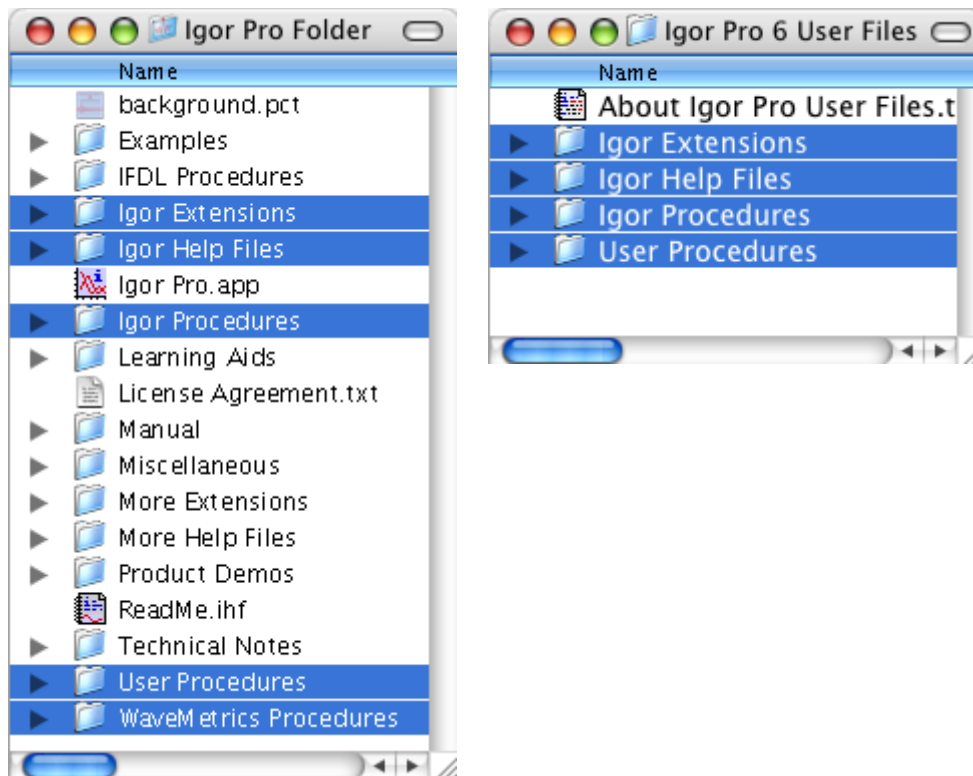 Igor Pro Folder
Name
background.pct
Examples
IFDL Procedures
Igor Extensions
Igor Help Files
Igor Pro.app
Igor Procedures
Learning Aids
License Agreement.txt
Manual
Miscellaneous
More Extensions
More Help Files
Product Demos
ReadMe.ihf
Technical Notes
User Procedures
WaveMetrics Procedures
Igor Pro 6 User Files
Name
About Igor Pro User Files.t
Igor Extensions
Igor Help Files
Igor Procedures
User Procedures